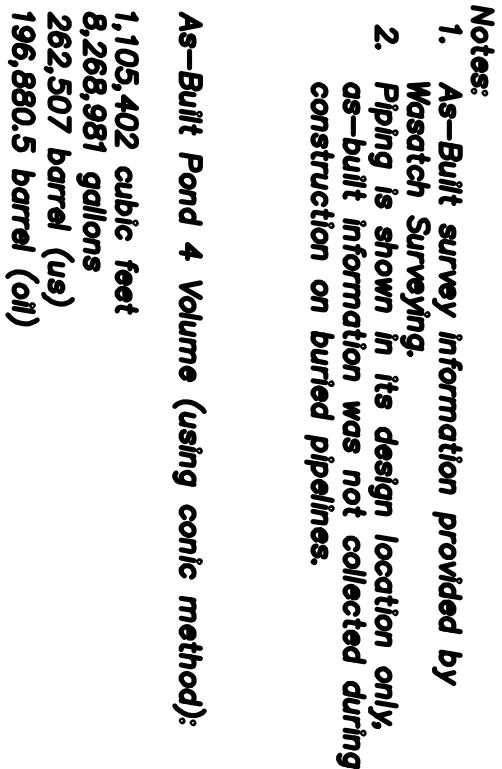 Notes:
1. As-Built survey information provided by
Wasatch Surveying.
2. Piping is shown in its design location only,
as-built information was not collected during
construction on buried pipelines.
As-Built Pond 4 Volume (using conic method):
1,105,402 cubic feet
8,268,981 gallons
262,507 barrel (us)
196,880.5 barrel (oil)